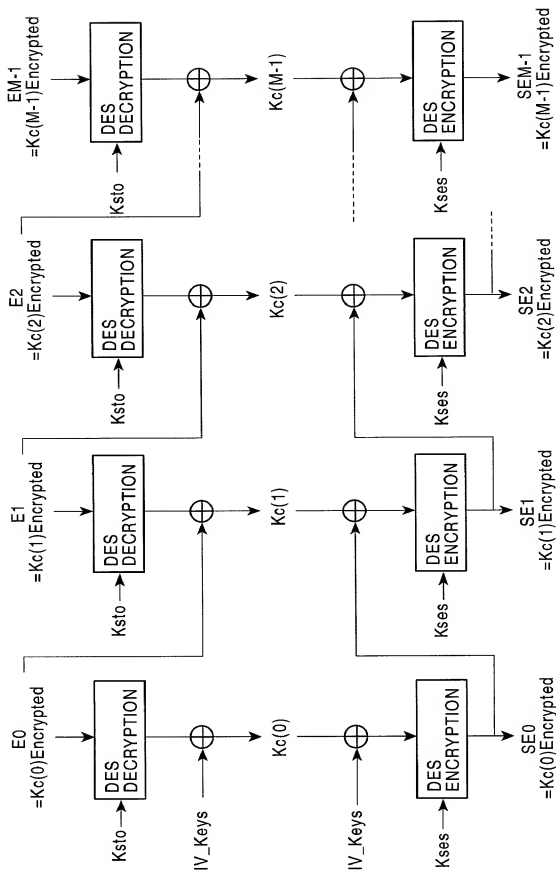 E0
=Kc(0)Encrypted
E1
=Kc(1)Encrypted
E2
=Kc(2)Encrypted
EM-1
=Kc(M-1)Encrypted
Ksto
DES
DECRYPTION
Ksto
DES
DECRYPTION
Ksto
DES
DECRYPTION
Ksto
DES
DECRYPTION
IV_Keys
Kc(0)
Kc(1)
Kc(2)
Kc(M-1)
IV_Keys
Kses
DES
ENCRYPTION
Kses
DES
ENCRYPTION
Kses
DES
ENCRYPTION
Kses
DES
ENCRYPTION
SE0
=Kc(0)Encrypted
SE1
=Kc(1)Encrypted
SE2
=Kc(2)Encrypted
SEM-1
=Kc(M-1)Encrypted